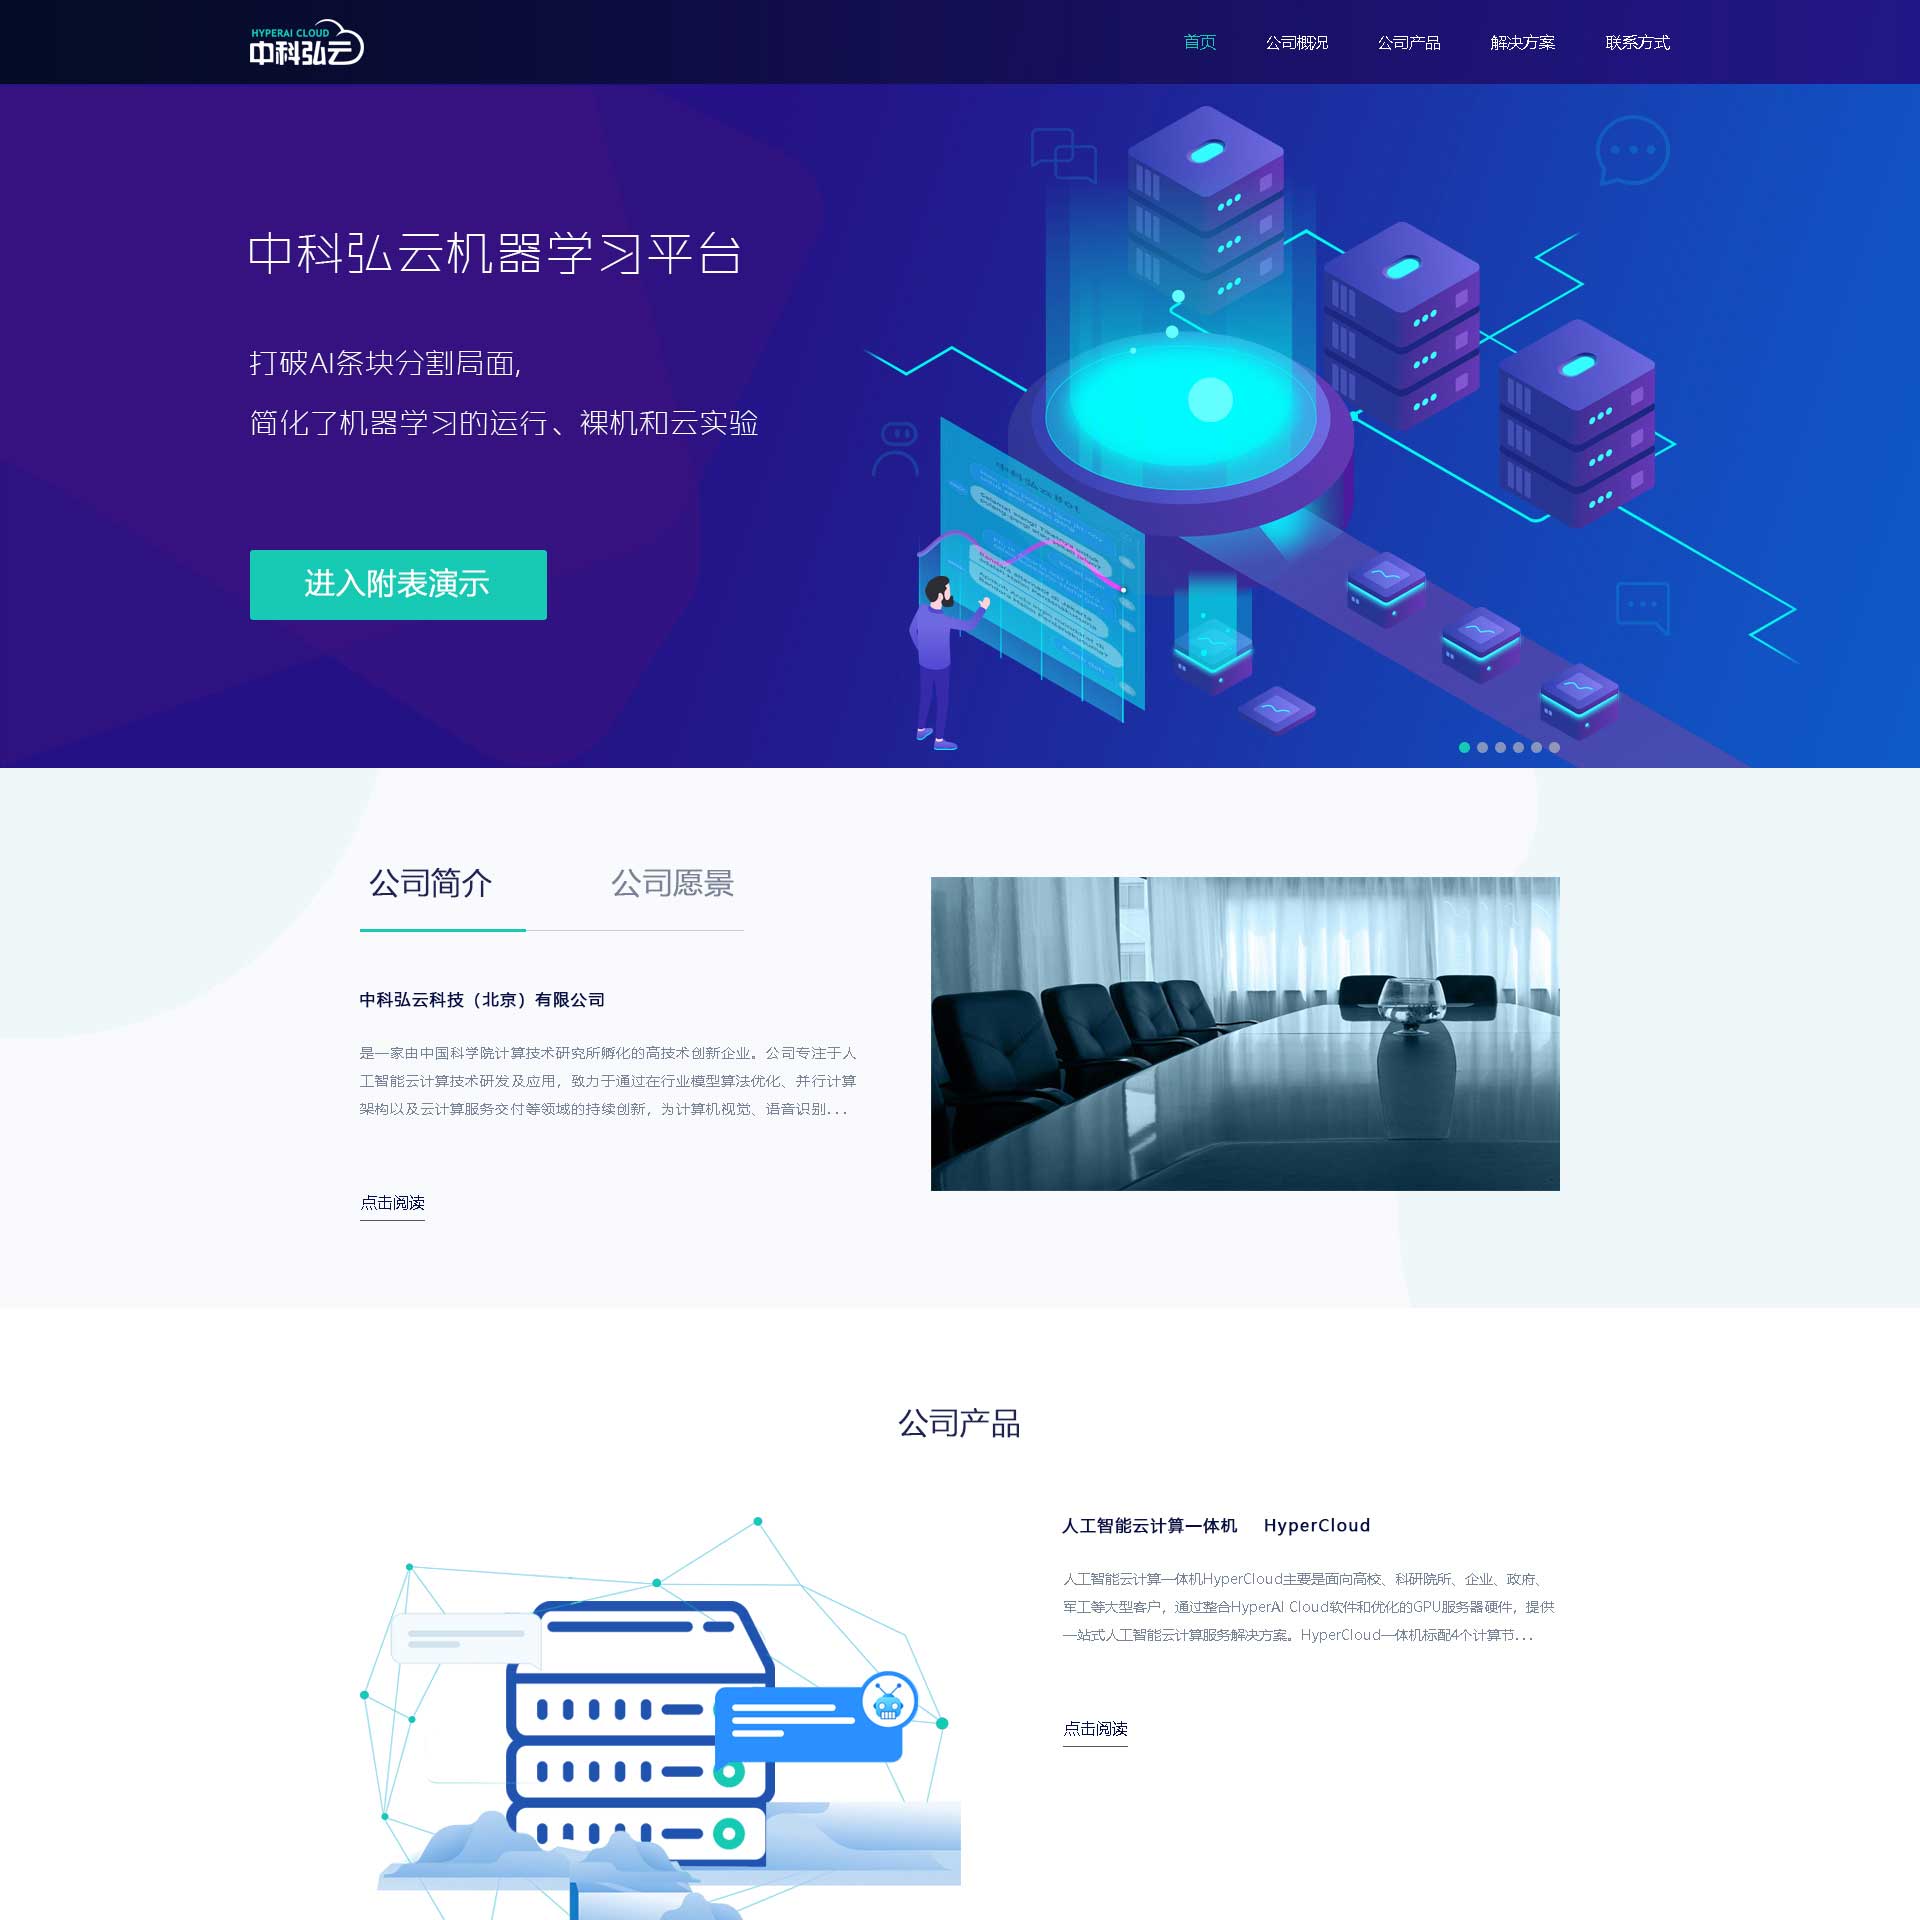 HYPERAI CLOUD
中科弘云
首页
公司概况
公司产品
解决方案
联系方式
中科弘云机器学习平台
打破AI条块分割局面,
简化了机器学习的运行、裸机和云实验
进入附表演示
中科弘云Bot
公司简介
公司愿景
中科弘云科技（北京）有限公司
是一家由中国科学院计算技术研究所孵化的高技术创新企业。公司专注于人
工智能云计算技术研发及应用，致力于通过在行业模型算法优化、并行计算
架构以及云计算服务交付等领域的持续创新，为计算机视觉、语音识别...
点击阅读
公司产品
人工智能云计算一体机 HyperCloud
人工智能云计算一体机HyperCloud主要是面向高校、科研院所、企业、政府、
军工等大型客户，通过整合HyperAI Cloud软件和优化的GPU服务器硬件，提供
一站式人工智能云计算服务解决方案。HyperCloud一体机标配4个计算节...
点击阅读